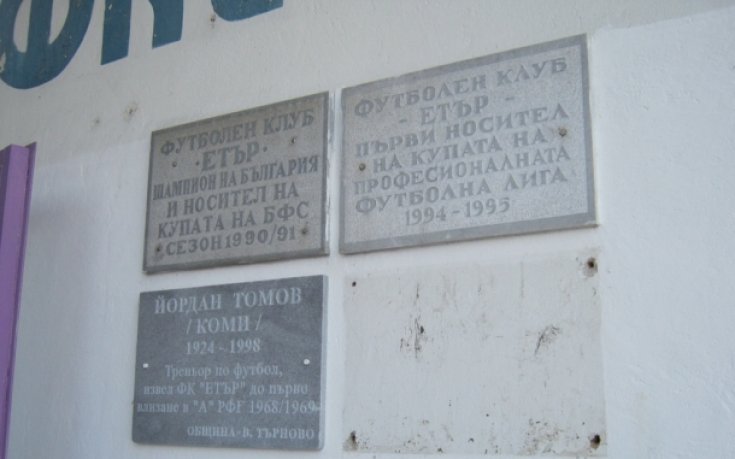 ФУТБОЛЕН КЛУБ
·ЕТЪР·
ШАМПИОН НА БЪЛГАРИЯ
И НОСИТЕЛ НА
КУПАТА НА БФС
СЕЗОН 1990/91
ФУТБОЛЕН КЛУБ
- ЕТЪР -
ПЪРВИ НОСИТЕЛ
НА КУПАТА НА
ПРОФЕСИОНАЛНАТА
ФУТБОЛНА ЛИГА
1994-1995
ЙОРДАН ТОМОВ
/КОМИ/
1924 - 1998
Треньор по футбол,
извел ФК "ЕТЪР" до първо
влизане в "А" РФГ 1968/1969
ОБЩИНА-В. ТЪРНОВО